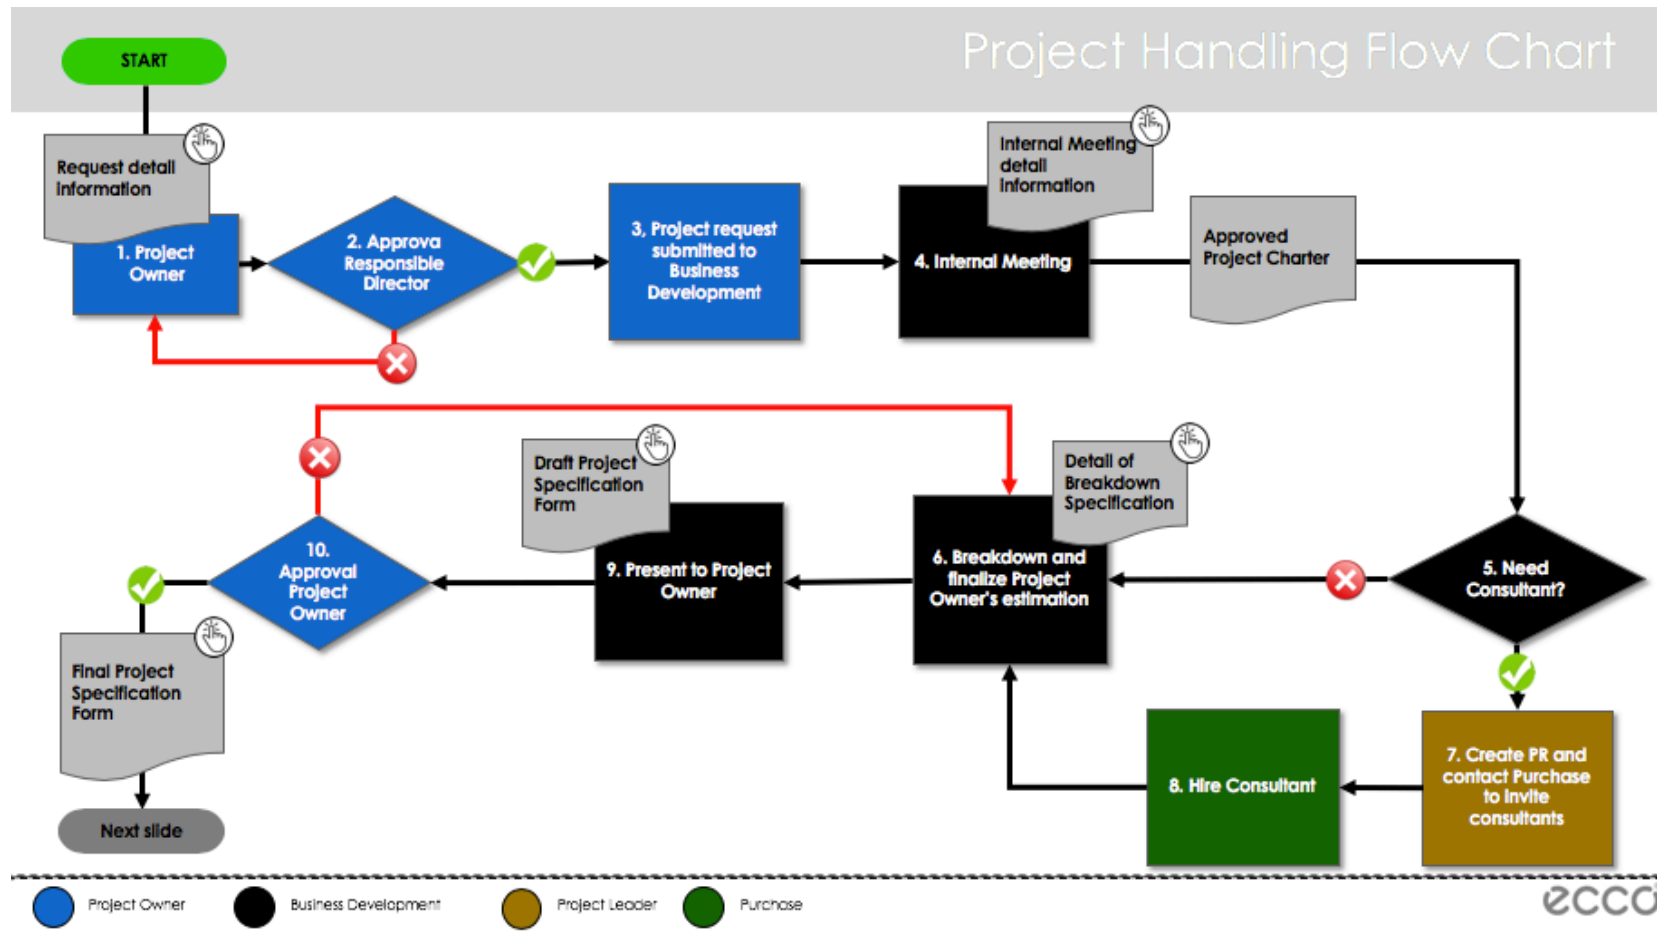 Project Handling Flow Chart
START
Request detail
information
1. Project
Owner
2. Approva
Responsible
Director
3, Project request
submitted to
Business
Development
Internal Meeting
detail
information
4. Internal Meeting
Approved
Project Charter
5. Need
Consultant?
Detail of
Breakdown
Specification
6. Breakdown and
finalize Project
Owner's estimation
7. Create PR and
contact Purchase
to invite
consultants
8. Hire Consultant
Draft Project
Specification
Form
9. Present to Project
Owner
10.
Approval
Project
Owner
Final Project
Specification
Form
Next slide
Project Owner
Business Development
Project Leader
Purchase
ecco